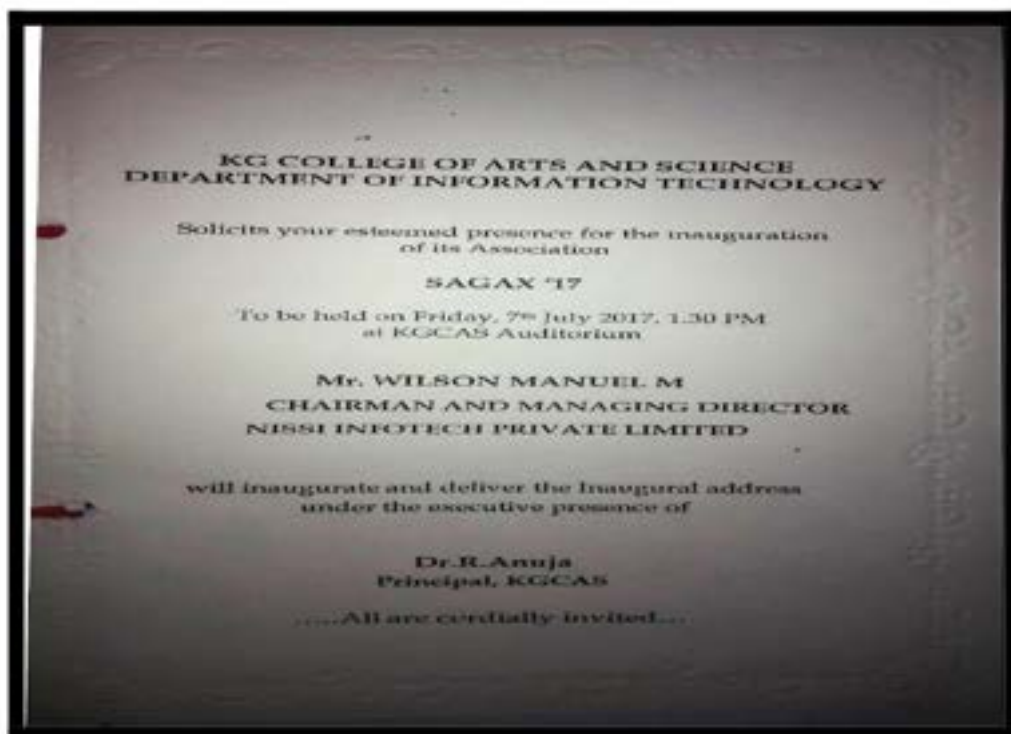 KG COLLEGE OF ARTS AND SCIENCE
DEPARTMENT OF INFORMATION TECHNOLOGY
Solicits your esteemed presence for the inauguration
of its Association
SAGAX '17
To be held on Friday, 7th July 2017, 1.30 PM
at KGCAS Auditorium
Mr. WILSON MANUEL M
CHAIRMAN AND MANAGING DIRECTOR
NISSI INFOTECH PRIVATE LIMITED
will inaugurate and deliver the Inaugural address
under the executive presence of
Dr.R.Anuja
Principal, KGCAS
.....All are cordially invited...